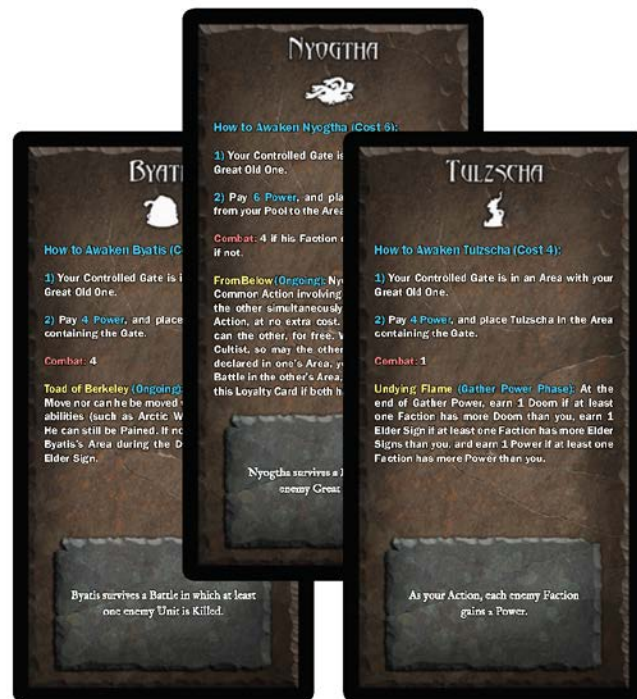 NYOGTHA
How to Awaken Nyogtha (Cost 6):
1) Your Controlled Gate is
Great Old One.
2) Pay 6 Power, and
from your Pool to the Area
Combat: 4 if his Faction
if not.
From Below (Ongoing):
Common Action involving
the other simultaneously
Action, at no extra cost.
can the other, for free.
Cultist, so may the other
declared in one's Area,
Battle in the other's Area,
this Loyalty Card if both
Nyogtha survives a
enemy Great
How to Awaken Byatis
1) Your Controlled Gate is
Great Old One.
2) Pay 4 Power, and place
containing the Gate.
Combat: 4
Toad of Berkeley (Ongoing):
Move nor can he be moved
abilities (such as Arctic
He can still be Pained. If
Byatis's Area during the
Elder Sign.
Byatis survives a Battle in which at least
one enemy Unit is Killed.
TULZSCHA
How to Awaken Tulzscha (Cost 4):
1) Your Controlled Gate is in an Area with your
Great Old One.
2) Pay 4 Power, and place Tulzscha in the Area
containing the Gate.
Combat: 1
Undying Flame (Gather Power Phase): At the
end of Gather Power, earn 1 Doom if at least
one Faction has more Doom than you, earn 1
Elder Sign if at least one Faction has more Elder
Signs than you, and earn 1 Power if at least one
Faction has more Power than you.
As your Action, each enemy Faction
gains 2 Power.